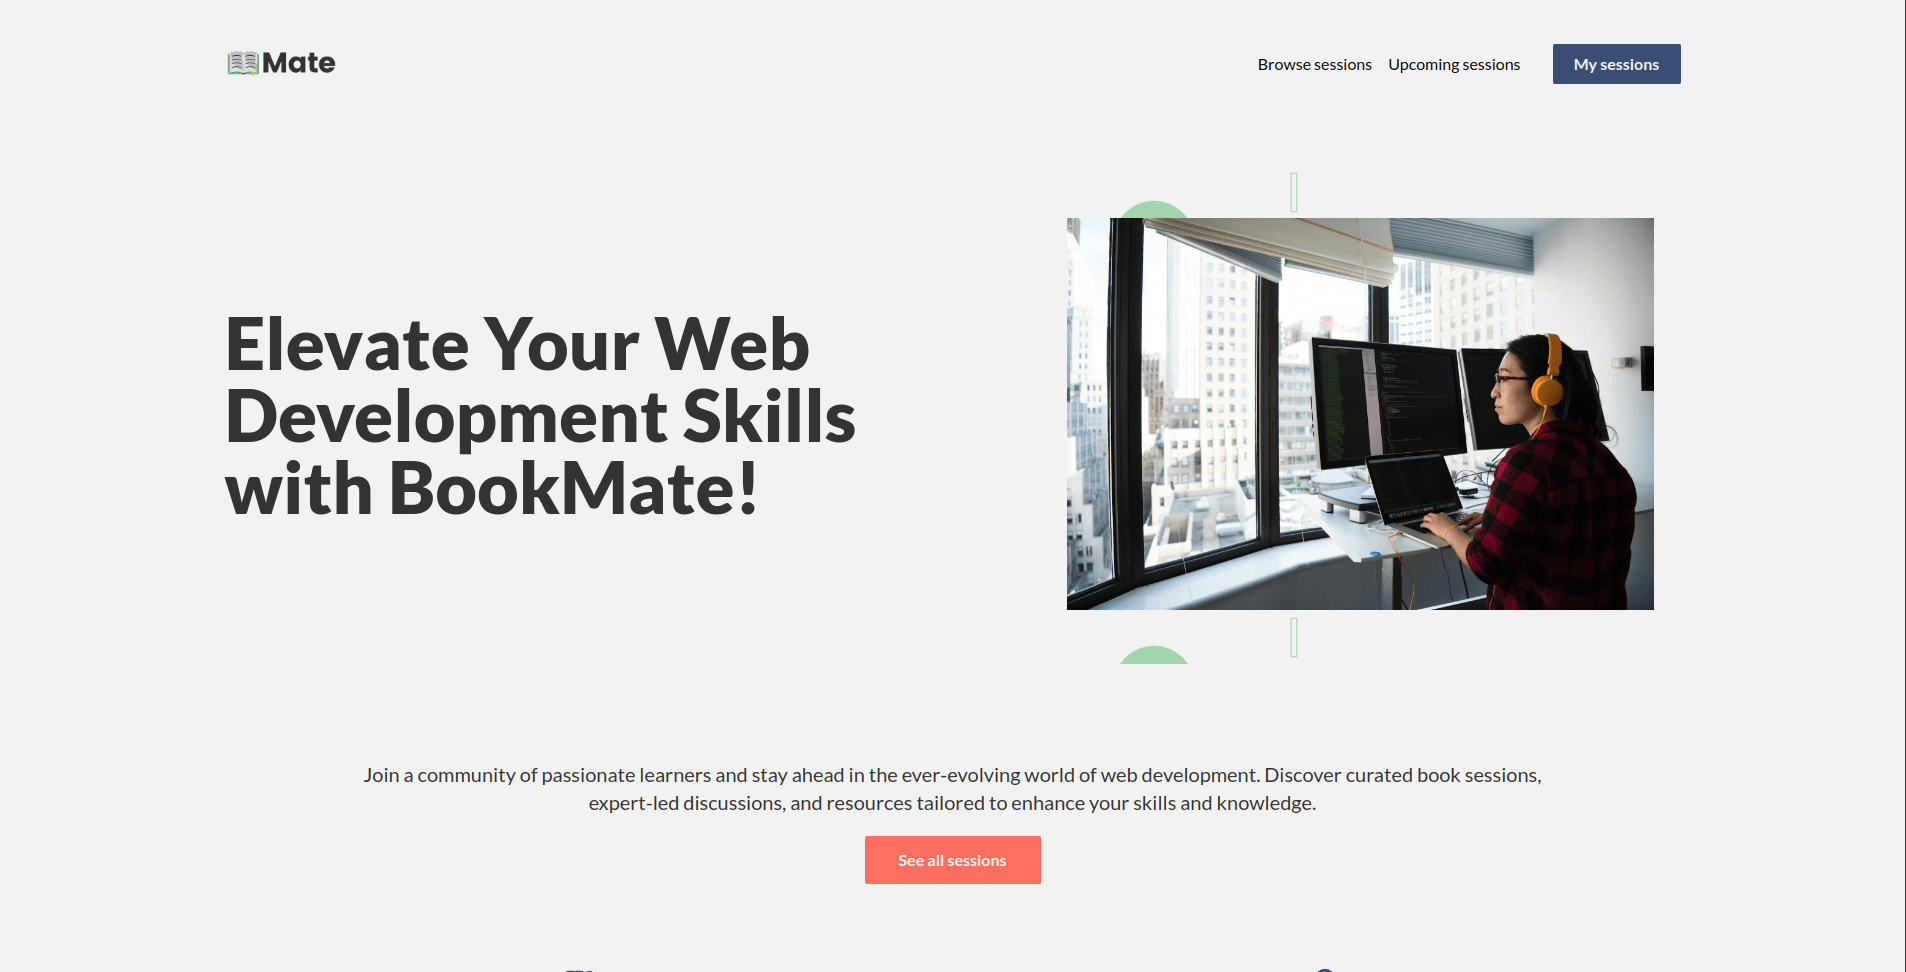 Mate
Browse sessions
Upcoming sessions
My sessions
Elevate Your Web
Development Skills
with BookMate!
Join a community of passionate learners and stay ahead in the ever-evolving world of web development. Discover curated book sessions,
expert-led discussions, and resources tailored to enhance your skills and knowledge.
See all sessions